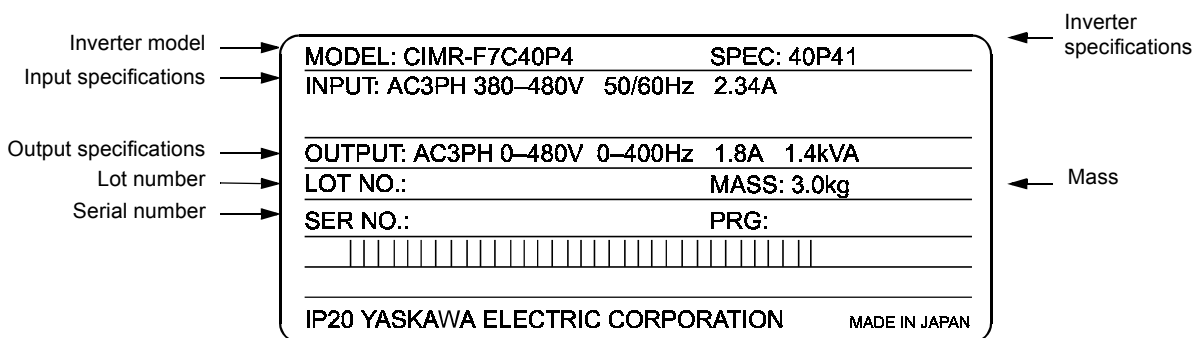 Inverter
specifications
Inverter model
MODEL: CIMR-F7C40P4 SPEC: 40P41
Input specifications
INPUT: AC3PH 380–480V 50/60Hz 2.34A
Output specifications
OUTPUT: AC3PH 0–480V 0–400Hz 1.8A 1.4kVA
Lot number
LOT NO.: MASS: 3.0kg
Mass
Serial number
SER NO.: PRG:
IP20 YASKAWA ELECTRIC CORPORATION MADE IN JAPAN